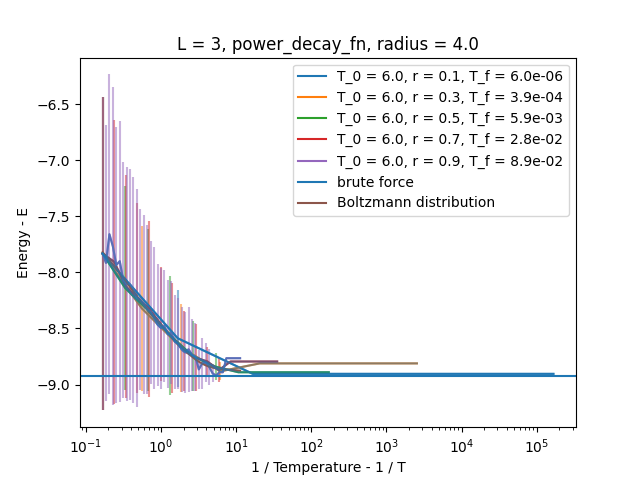 L = 3, power_decay_fn, radius = 4.0
T_0 = 6.0, r = 0.1, T_f = 6.0e-06
T_0 = 6.0, r = 0.3, T_f = 3.9e-04
T_0 = 6.0, r = 0.5, T_f = 5.9e-03
T_0 = 6.0, r = 0.7, T_f = 2.8e-02
T_0 = 6.0, r = 0.9, T_f = 8.9e-02
brute force
Boltzmann distribution
Energy - E
−6.5
−7.0
−7.5
−8.0
−8.5
−9.0
10⁻¹ 10⁰ 10¹ 10² 10³ 10⁴ 10⁵
1 / Temperature - 1 / T